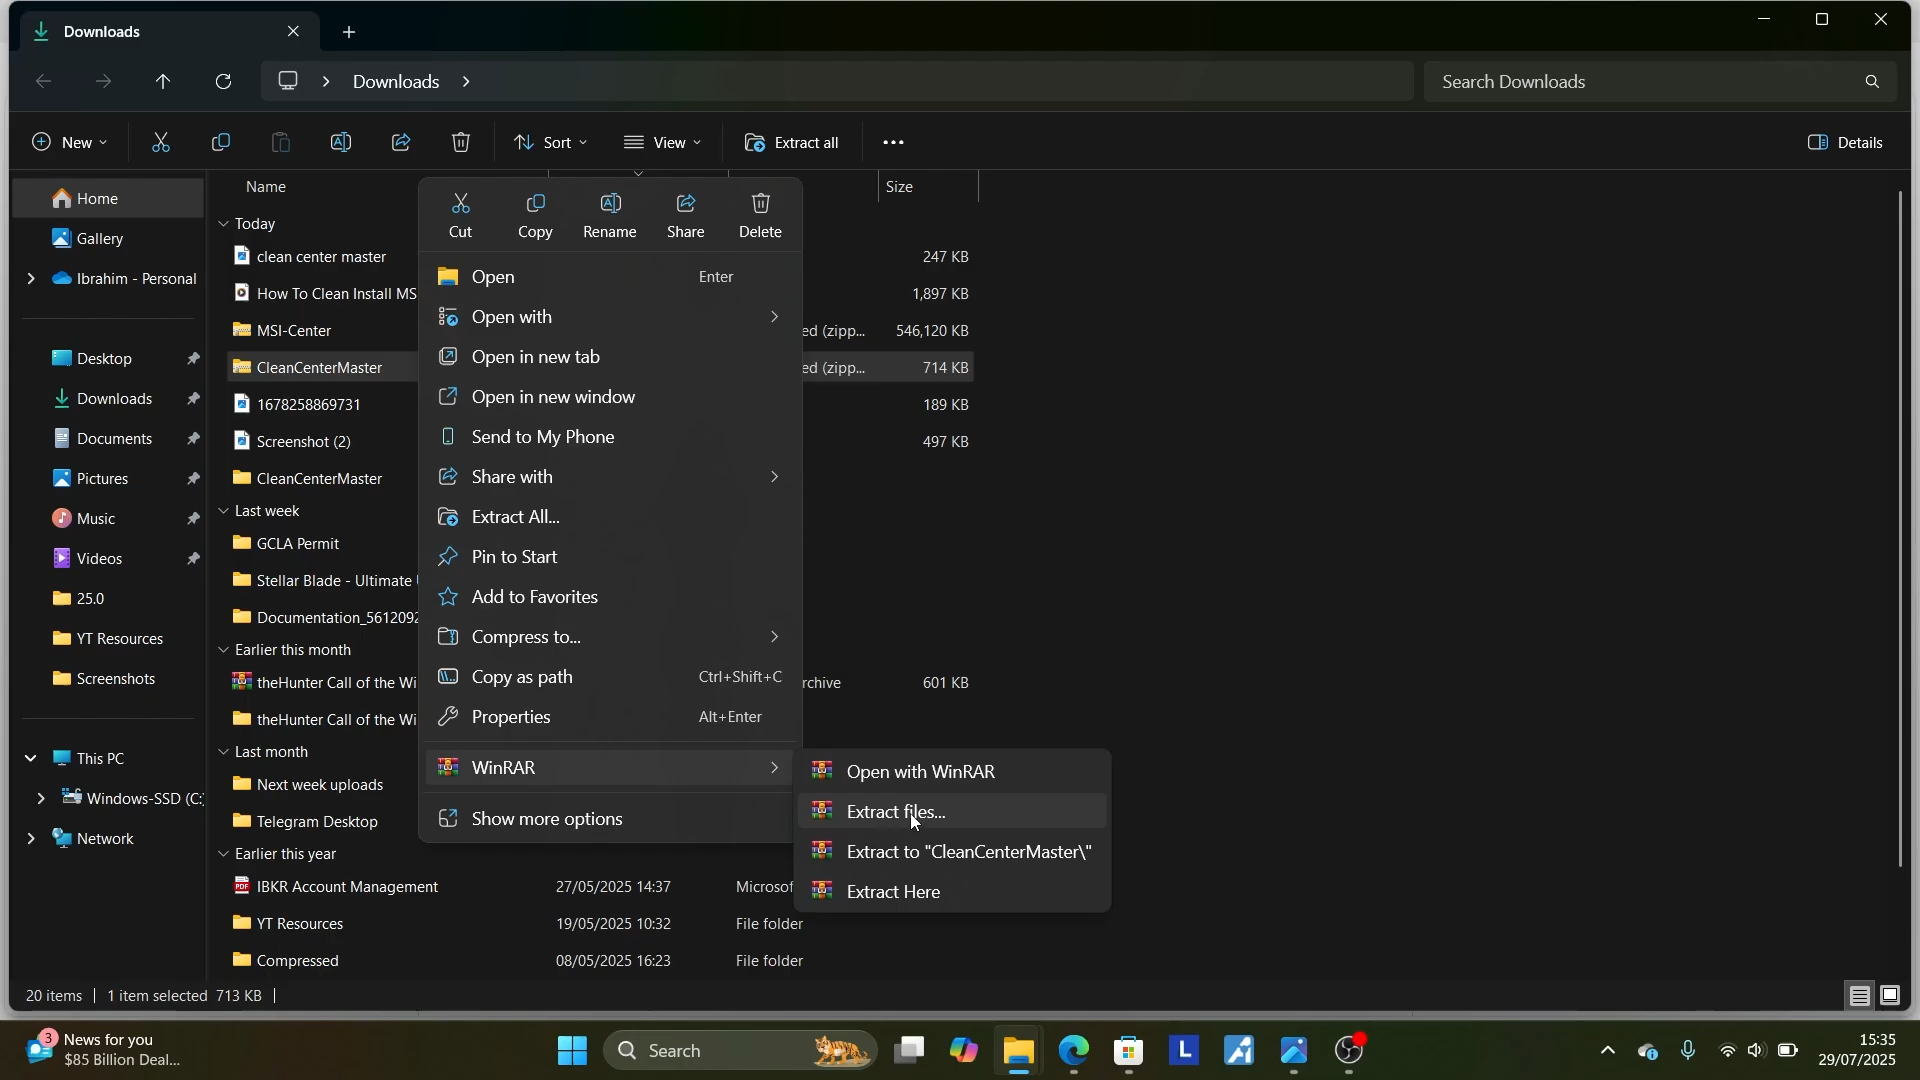 Downloads
Downloads
Search Downloads
New
Sort
View
Extract all
Details
Home
Gallery
Ibrahim - Personal
Desktop
Downloads
Documents
Pictures
Music
Videos
25.0
YT Resources
Screenshots
This PC
Windows-SSD (C:
Network
Name
Size
Today
clean center master
247 KB
How To Clean Install MS
1,897 KB
MSI-Center
ed (zipp...
546,120 KB
CleanCenterMaster
ed (zipp...
714 KB
1678258869731
189 KB
Screenshot (2)
497 KB
CleanCenterMaster
Last week
GCLA Permit
Stellar Blade - Ultimate
Documentation_5612092
Earlier this month
theHunter Call of the Wi
rchive
601 KB
theHunter Call of the Wi
Last month
Next week uploads
Telegram Desktop
Earlier this year
IBKR Account Management
27/05/2025 14:37
Microsof
YT Resources
19/05/2025 10:32
File folder
Compressed
08/05/2025 16:23
File folder
Cut
Copy
Rename
Share
Delete
Open
Enter
Open with
Open in new tab
Open in new window
Send to My Phone
Share with
Extract All...
Pin to Start
Add to Favorites
Compress to...
Copy as path
Ctrl+Shift+C
Properties
Alt+Enter
WinRAR
Show more options
Open with WinRAR
Extract files...
Extract to "CleanCenterMaster\"
Extract Here
20 items
1 item selected 713 KB
3
News for you
$85 Billion Deal...
Search
L
15:35
29/07/2025